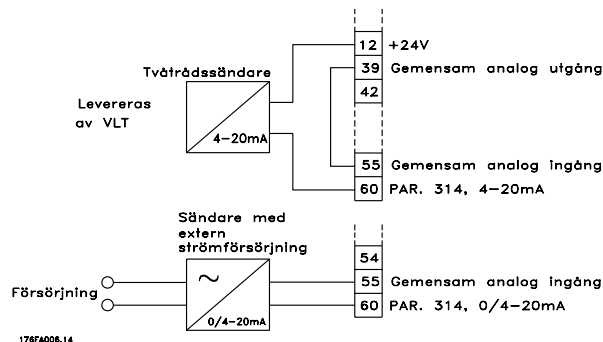 12 +24V
Tvåtrådssändare
39 Gemensam analog utgång
42
Levereras
av VLT
4-20mA
55 Gemensam analog ingång
60 PAR. 314, 4-20mA
Sändare med
extern
strömförsörjning
54
~
55 Gemensam analog ingång
Försörjning
60 PAR. 314, 0/4-20mA
0/4-20mA
176FA006.14